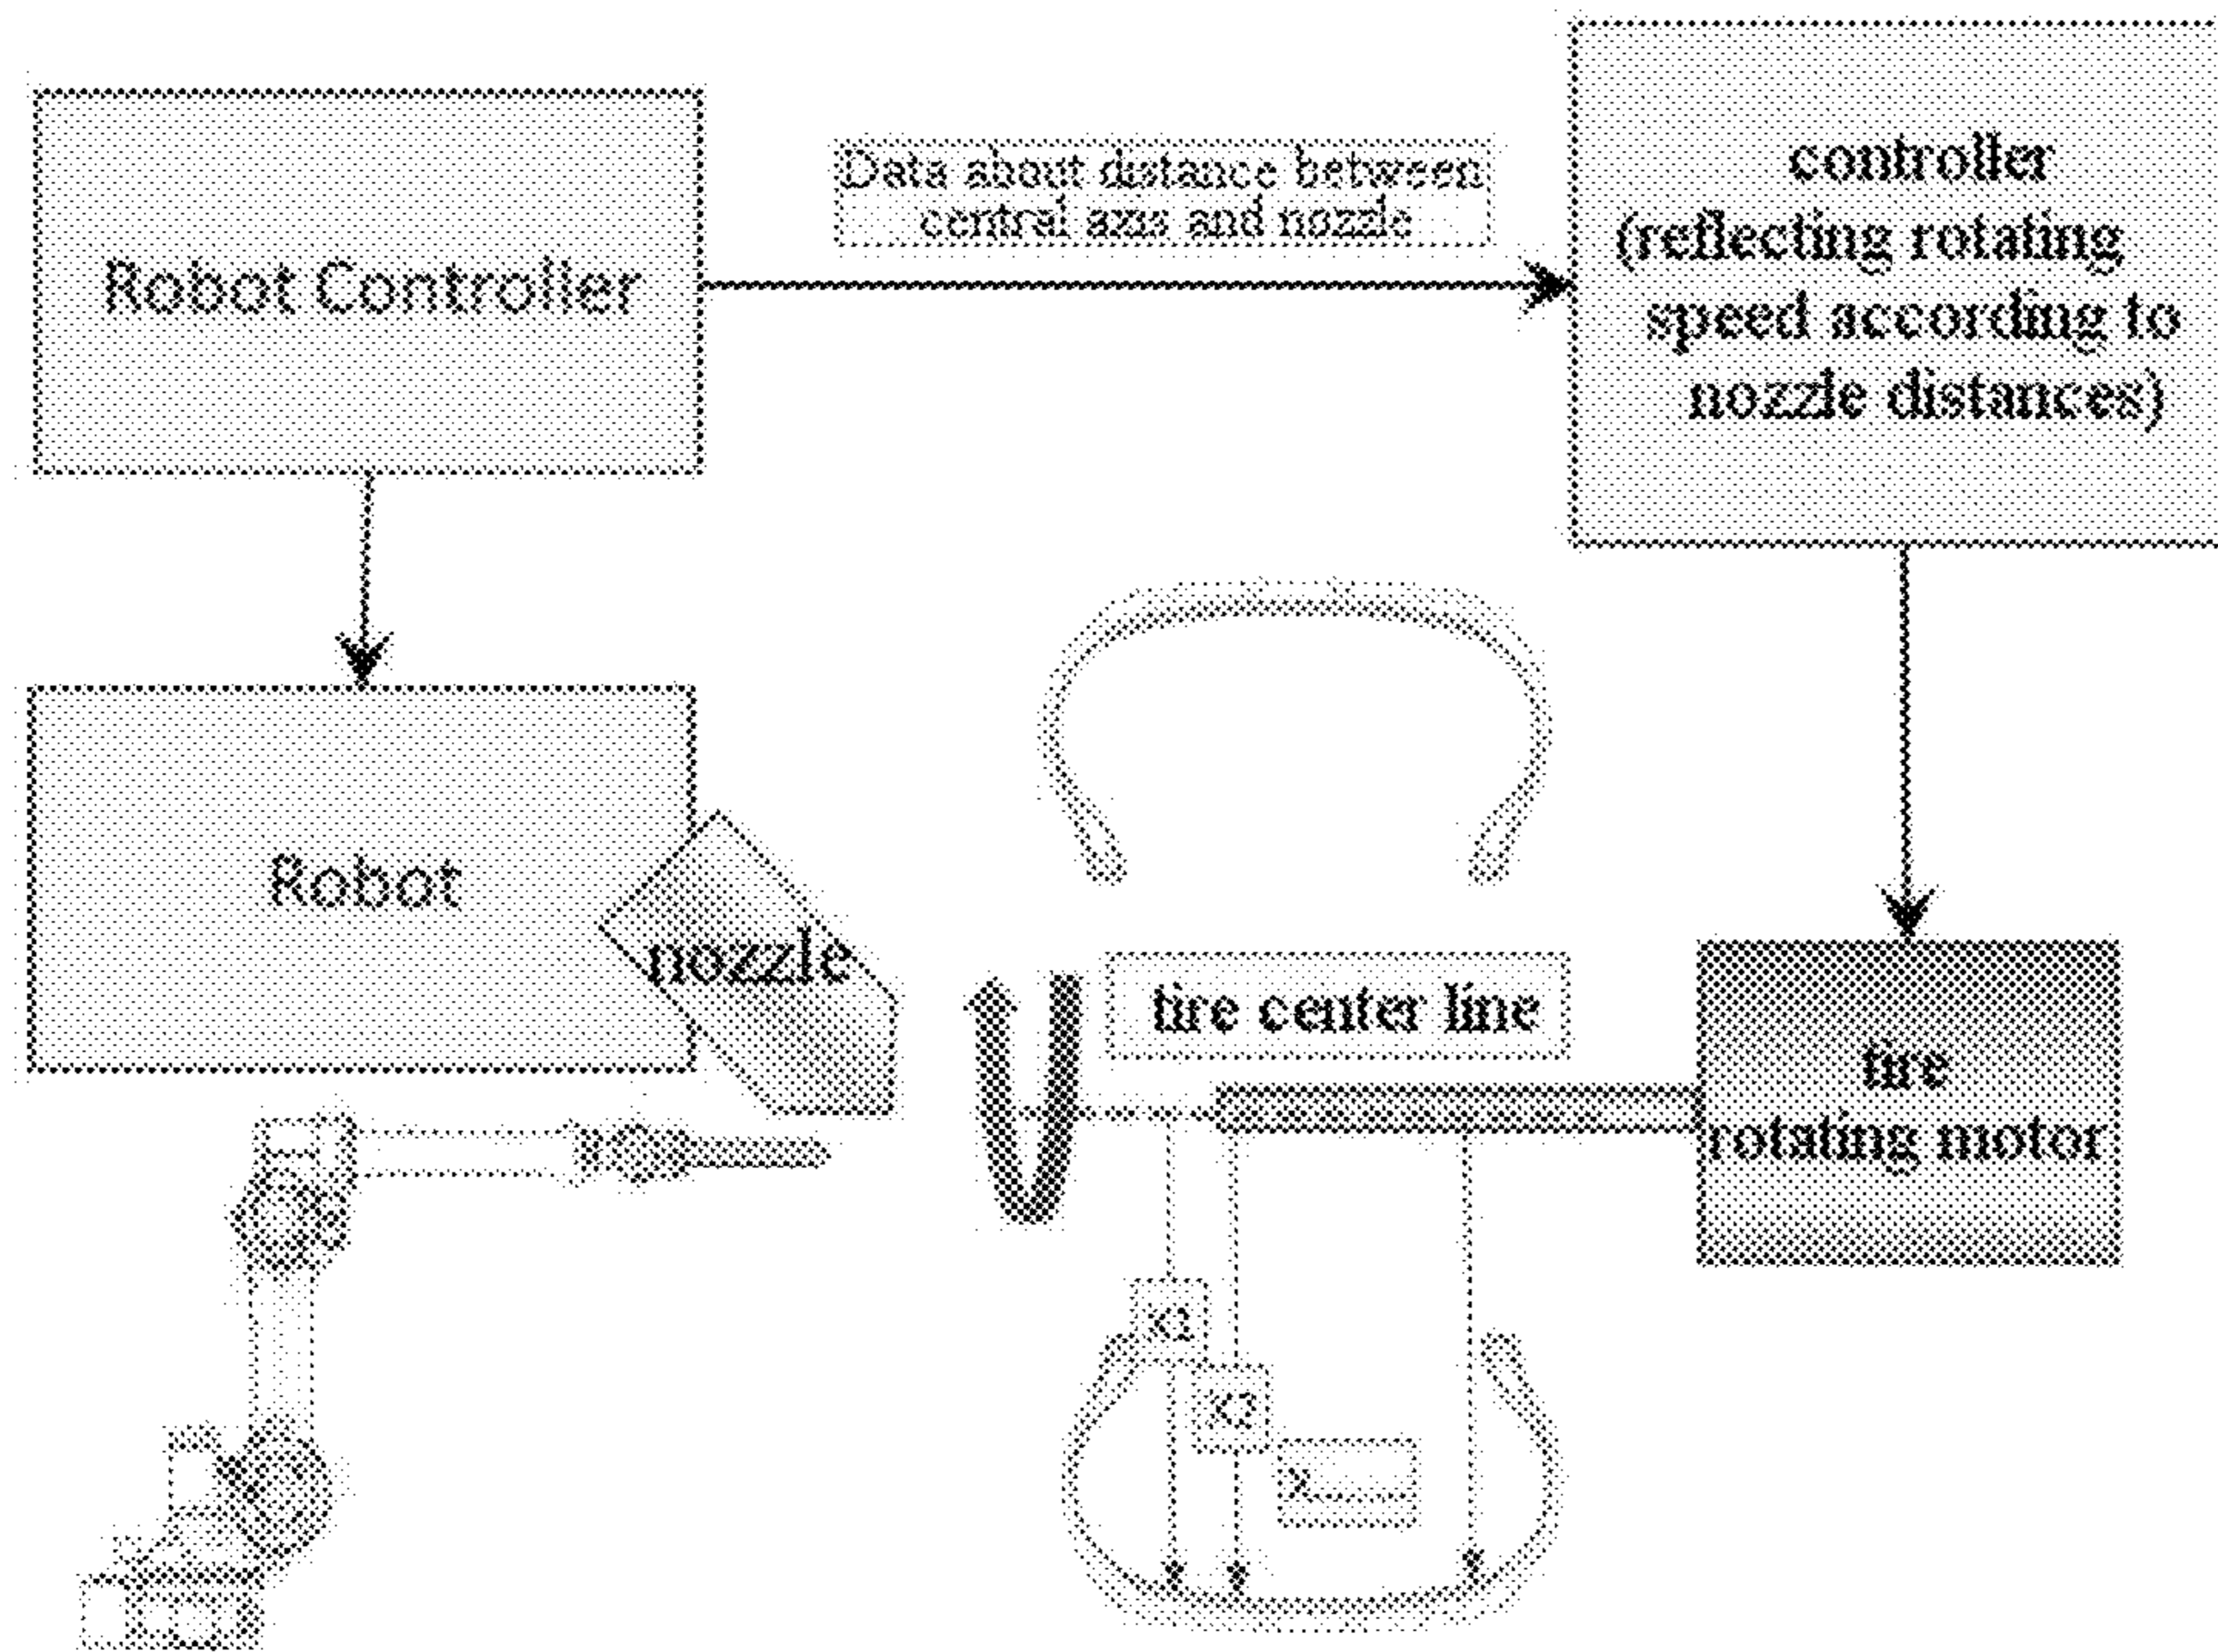 Robot Controller
Data about distance between
central axis and nozzle
controller
(reflecting rotating
speed according to
nozzle distances)
Robot
nozzle
tire center line
tire
rotating motor
X1
X2